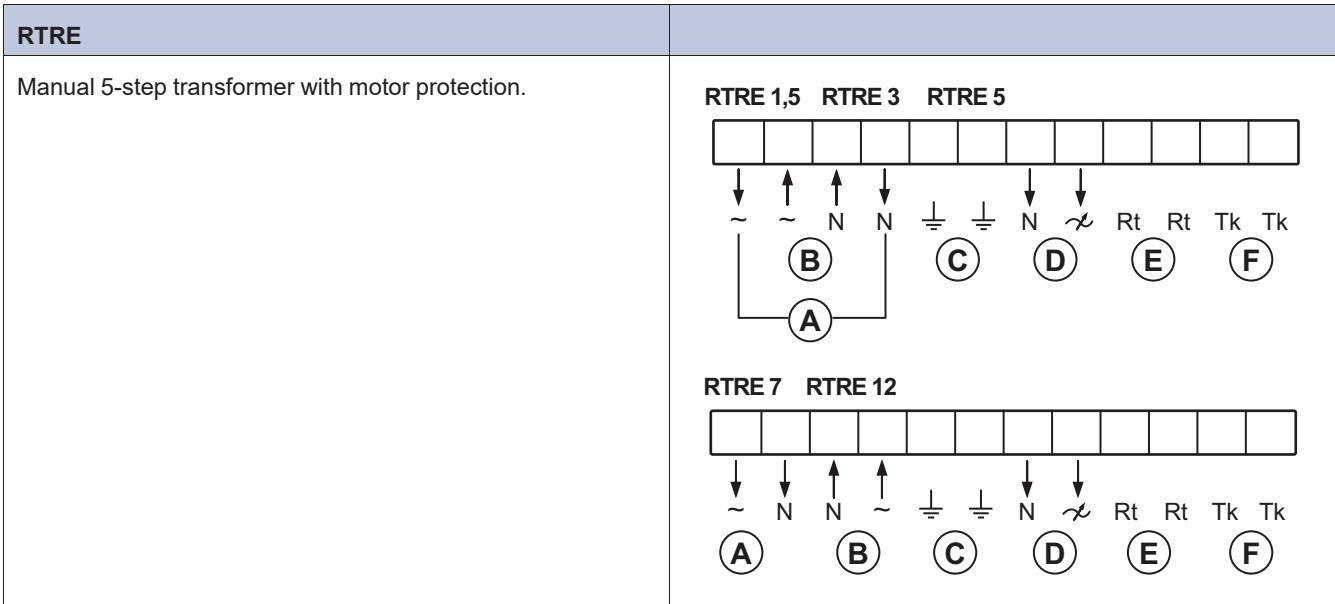 RTRE
Manual 5-step transformer with motor protection.
RTRE 1,5 RTRE 3 RTRE 5
~ ~ N N ⏚ ⏚ N Rt Rt Tk Tk
B C D E F
A
RTRE 7 RTRE 12
~ N N ~ ⏚ ⏚ N Rt Rt Tk Tk
A B C D E F